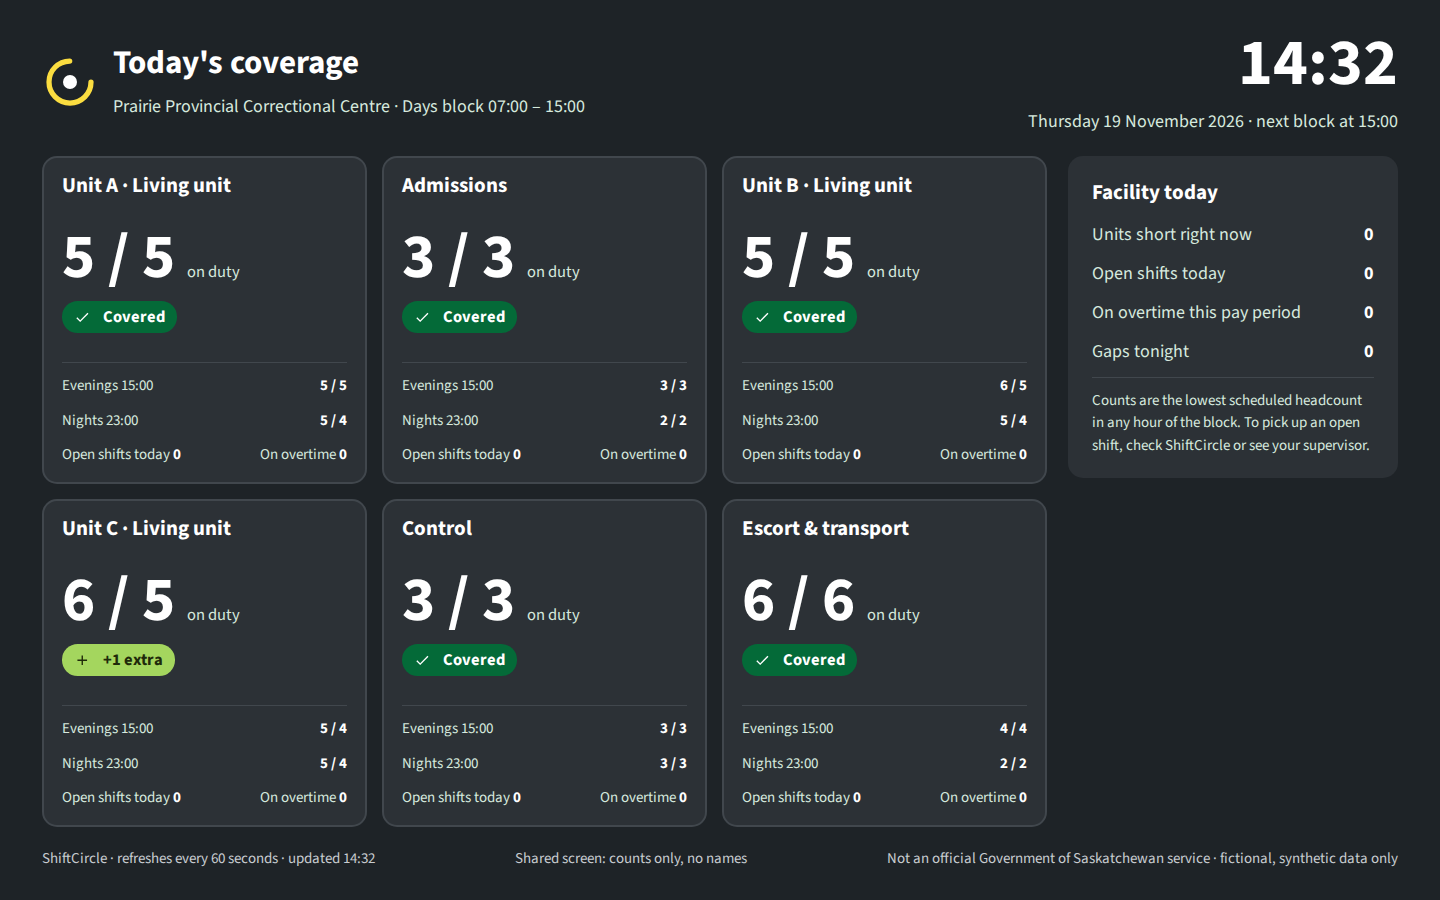 Today's coverage
Prairie Provincial Correctional Centre · Days block 07:00 – 15:00
14:32
Thursday 19 November 2026 · next block at 15:00
Unit A · Living unit
5 / 5 on duty
Covered
Evenings 15:00 5 / 5
Nights 23:00 5 / 4
Open shifts today 0 On overtime 0
Admissions
3 / 3 on duty
Covered
Evenings 15:00 3 / 3
Nights 23:00 2 / 2
Open shifts today 0 On overtime 0
Unit B · Living unit
5 / 5 on duty
Covered
Evenings 15:00 6 / 5
Nights 23:00 5 / 4
Open shifts today 0 On overtime 0
Facility today
Units short right now 0
Open shifts today 0
On overtime this pay period 0
Gaps tonight 0
Counts are the lowest scheduled headcount
in any hour of the block. To pick up an open
shift, check ShiftCircle or see your supervisor.
Unit C · Living unit
6 / 5 on duty
+ +1 extra
Evenings 15:00 5 / 4
Nights 23:00 5 / 4
Open shifts today 0 On overtime 0
Control
3 / 3 on duty
Covered
Evenings 15:00 3 / 3
Nights 23:00 3 / 3
Open shifts today 0 On overtime 0
Escort & transport
6 / 6 on duty
Covered
Evenings 15:00 4 / 4
Nights 23:00 2 / 2
Open shifts today 0 On overtime 0
ShiftCircle · refreshes every 60 seconds · updated 14:32
Shared screen: counts only, no names
Not an official Government of Saskatchewan service · fictional, synthetic data only